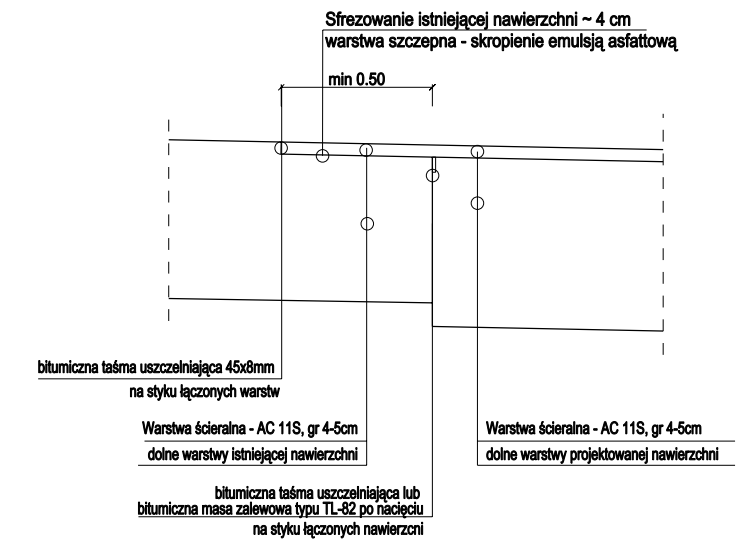 Sfrezowanie istniejącej nawierzchni ~ 4 cm
warstwa szczepna - skropienie emulsją asfattową
min 0.50
bitumiczna taśma uszczelniająca 45x8mm
na styku łączonych warstw
Warstwa ścieralna - AC 11S, gr 4-5cm
dolne warstwy istniejącej nawierzchni
Warstwa ścieralna - AC 11S, gr 4-5cm
dolne warstwy projektowanej nawierzchni
bitumiczna taśma uszczelniająca lub
bitumiczna masa zalewowa typu TL-82 po nacięciu
na styku łączonych nawierzcni